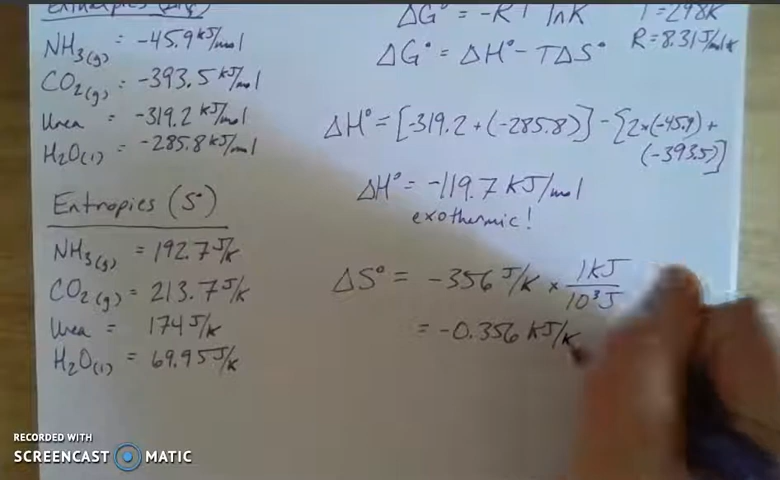 Enthalpies (ΔH°f)
NH3(g) = -45.9 kJ/mol
CO2(g) = -393.5 kJ/mol
Urea = -319.2 kJ/mol
H2O(l) = -285.8 kJ/mol
Entropies (S°)
NH3(g) = 192.7 J/K
CO2(g) = 213.7 J/K
Urea = 174 J/K
H2O(l) = 69.95 J/K
ΔG° = -RT lnK
T = 298K
R = 8.31 J/mol·K
ΔG° = ΔH° - TΔS°
ΔH° = [-319.2 + (-285.8)] - [2×(-45.9) +
(-393.5)]
ΔH° = -119.7 kJ/mol
exothermic!
ΔS° = -356 J/K × 1kJ / 10³J
= -0.356 kJ/K
RECORDED WITH
SCREENCAST MATIC